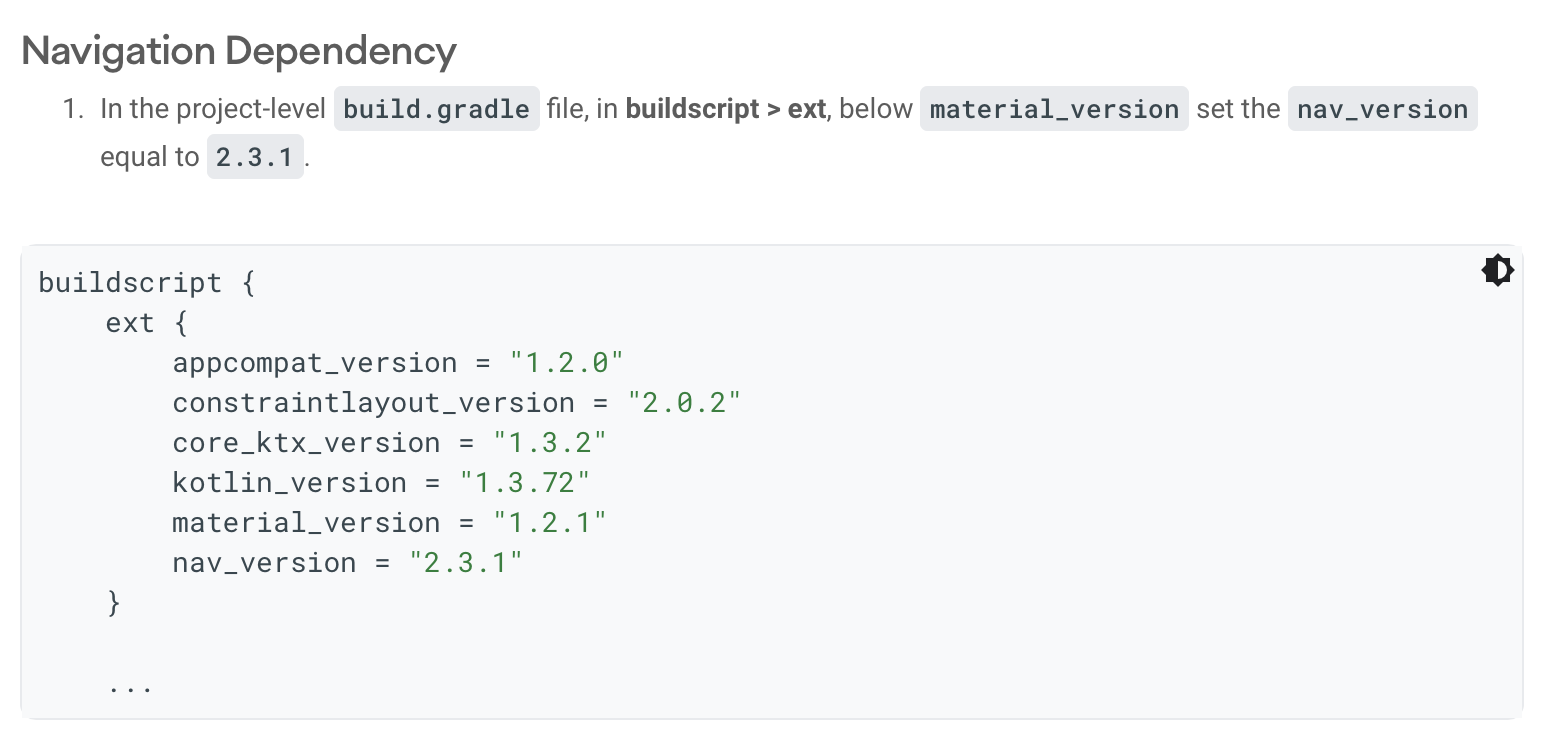 Navigation Dependency
1. In the project-level build.gradle file, in buildscript > ext, below material_version set the nav_version
equal to 2.3.1.
buildscript {
    ext {
        appcompat_version = "1.2.0"
        constraintlayout_version = "2.0.2"
        core_ktx_version = "1.3.2"
        kotlin_version = "1.3.72"
        material_version = "1.2.1"
        nav_version = "2.3.1"
    }
    ...